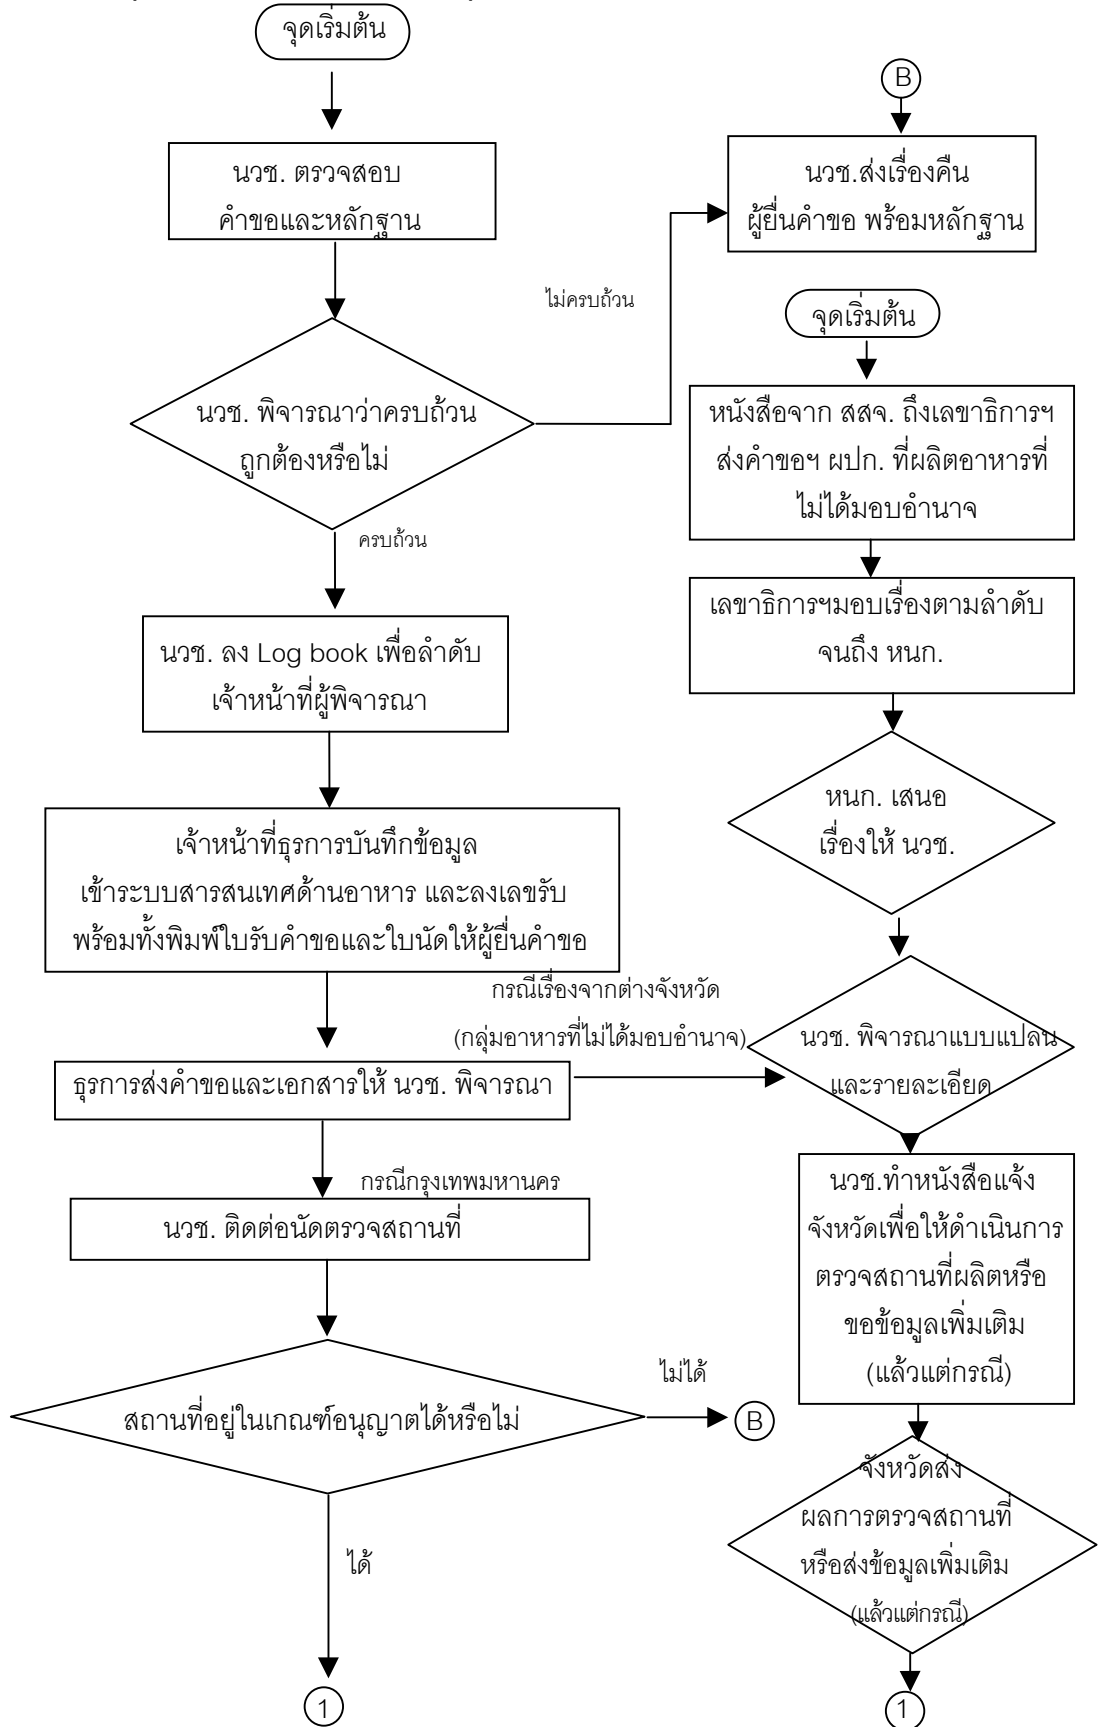 จุดเริ่มต้น
นวช. ตรวจสอบ
คำขอและหลักฐาน
นวช. พิจารณาว่าครบถ้วน
ถูกต้องหรือไม่
ไม่ครบถ้วน
ครบถ้วน
นวช. ลง Log book เพื่อลำดับ
เจ้าหน้าที่ผู้พิจารณา
เจ้าหน้าที่ธุรการบันทึกข้อมูล
เข้าระบบสารสนเทศด้านอาหาร และลงเลขรับ
พร้อมทั้งพิมพ์ใบรับคำขอและใบนัดให้ผู้ยื่นคำขอ
กรณีเรื่องจากต่างจังหวัด
(กลุ่มอาหารที่ไม่ได้มอบอำนาจ)
ธุรการส่งคำขอและเอกสารให้ นวช. พิจารณา
กรณีกรุงเทพมหานคร
นวช. ติดต่อนัดตรวจสถานที่
สถานที่อยู่ในเกณฑ์อนุญาตได้หรือไม่
ไม่ได้
B
ได้
1
B
นวช.ส่งเรื่องคืน
ผู้ยื่นคำขอ พร้อมหลักฐาน
จุดเริ่มต้น
หนังสือจาก สสจ. ถึงเลขาธิการฯ
ส่งคำขอฯ ผปก. ที่ผลิตอาหารที่
ไม่ได้มอบอำนาจ
เลขาธิการฯมอบเรื่องตามลำดับ
จนถึง หนก.
หนก. เสนอ
เรื่องให้ นวช.
นวช. พิจารณาแบบแปลน
และรายละเอียด
นวช.ทำหนังสือแจ้ง
จังหวัดเพื่อให้ดำเนินการ
ตรวจสถานที่ผลิตหรือ
ขอข้อมูลเพิ่มเติม
(แล้วแต่กรณี)
จังหวัดส่ง
ผลการตรวจสถานที่
หรือส่งข้อมูลเพิ่มเติม
(แล้วแต่กรณี)
1